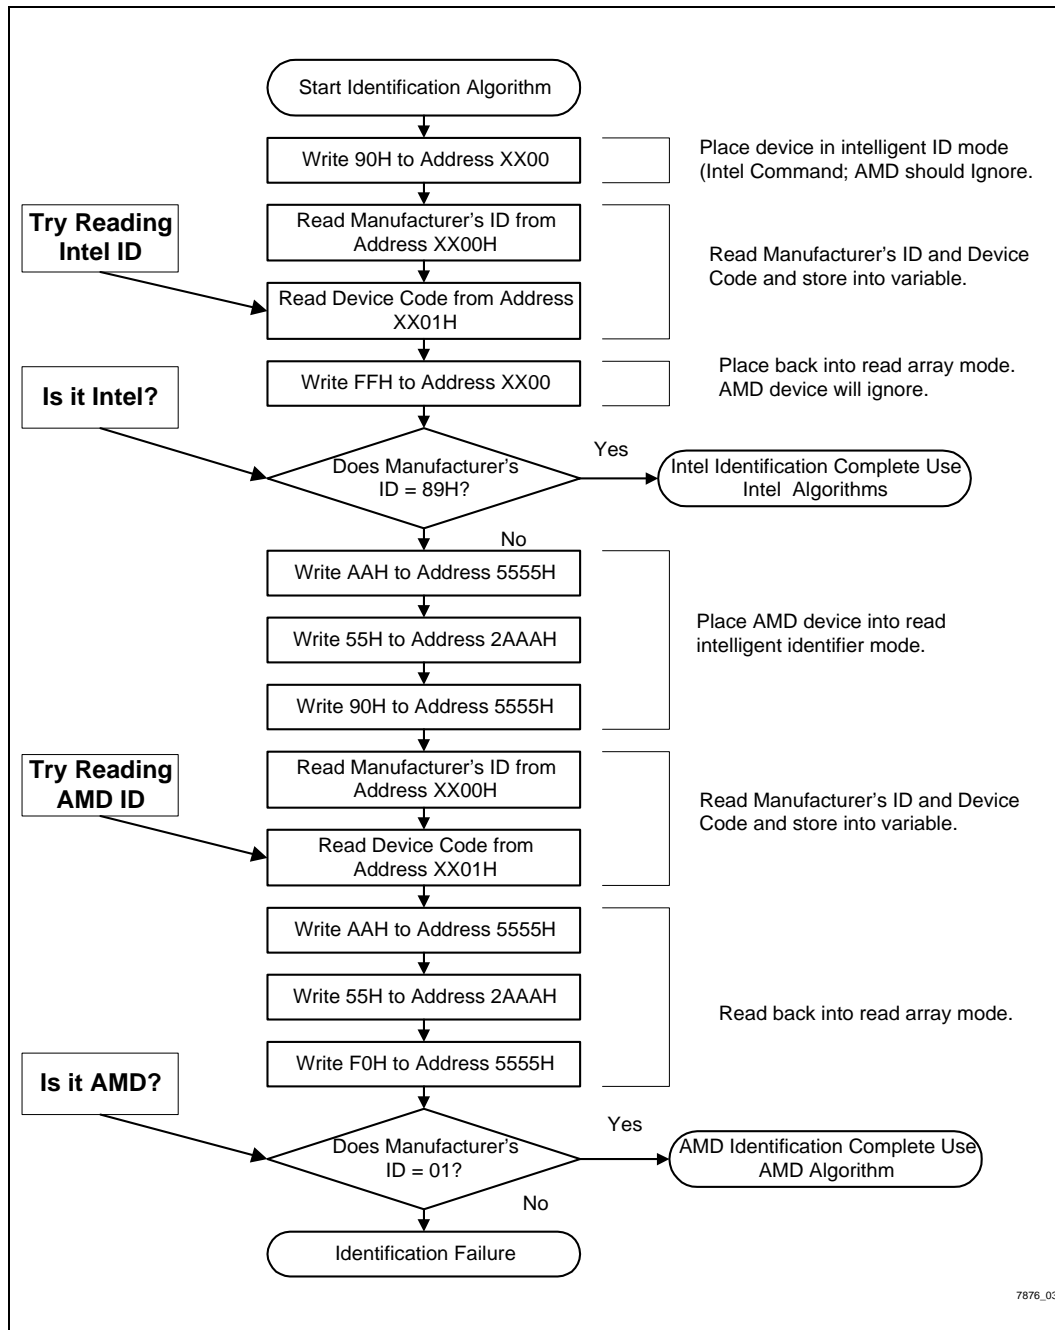 Start Identification Algorithm
Write 90H to Address XX00
Place device in intelligent ID mode
(Intel Command; AMD should Ignore.
Try Reading
Intel ID
Read Manufacturer's ID from
Address XX00H
Read Device Code from Address
XX01H
Read Manufacturer's ID and Device
Code and store into variable.
Write FFH to Address XX00
Place back into read array mode.
AMD device will ignore.
Is it Intel?
Does Manufacturer's
ID = 89H?
Yes
Intel Identification Complete Use
Intel Algorithms
No
Write AAH to Address 5555H
Write 55H to Address 2AAAH
Write 90H to Address 5555H
Place AMD device into read
intelligent identifier mode.
Try Reading
AMD ID
Read Manufacturer's ID from
Address XX00H
Read Device Code from
Address XX01H
Read Manufacturer's ID and Device
Code and store into variable.
Write AAH to Address 5555H
Write 55H to Address 2AAAH
Write F0H to Address 5555H
Read back into read array mode.
Is it AMD?
Does Manufacturer's
ID = 01?
Yes
AMD Identification Complete Use
AMD Algorithm
No
Identification Failure
7876_03